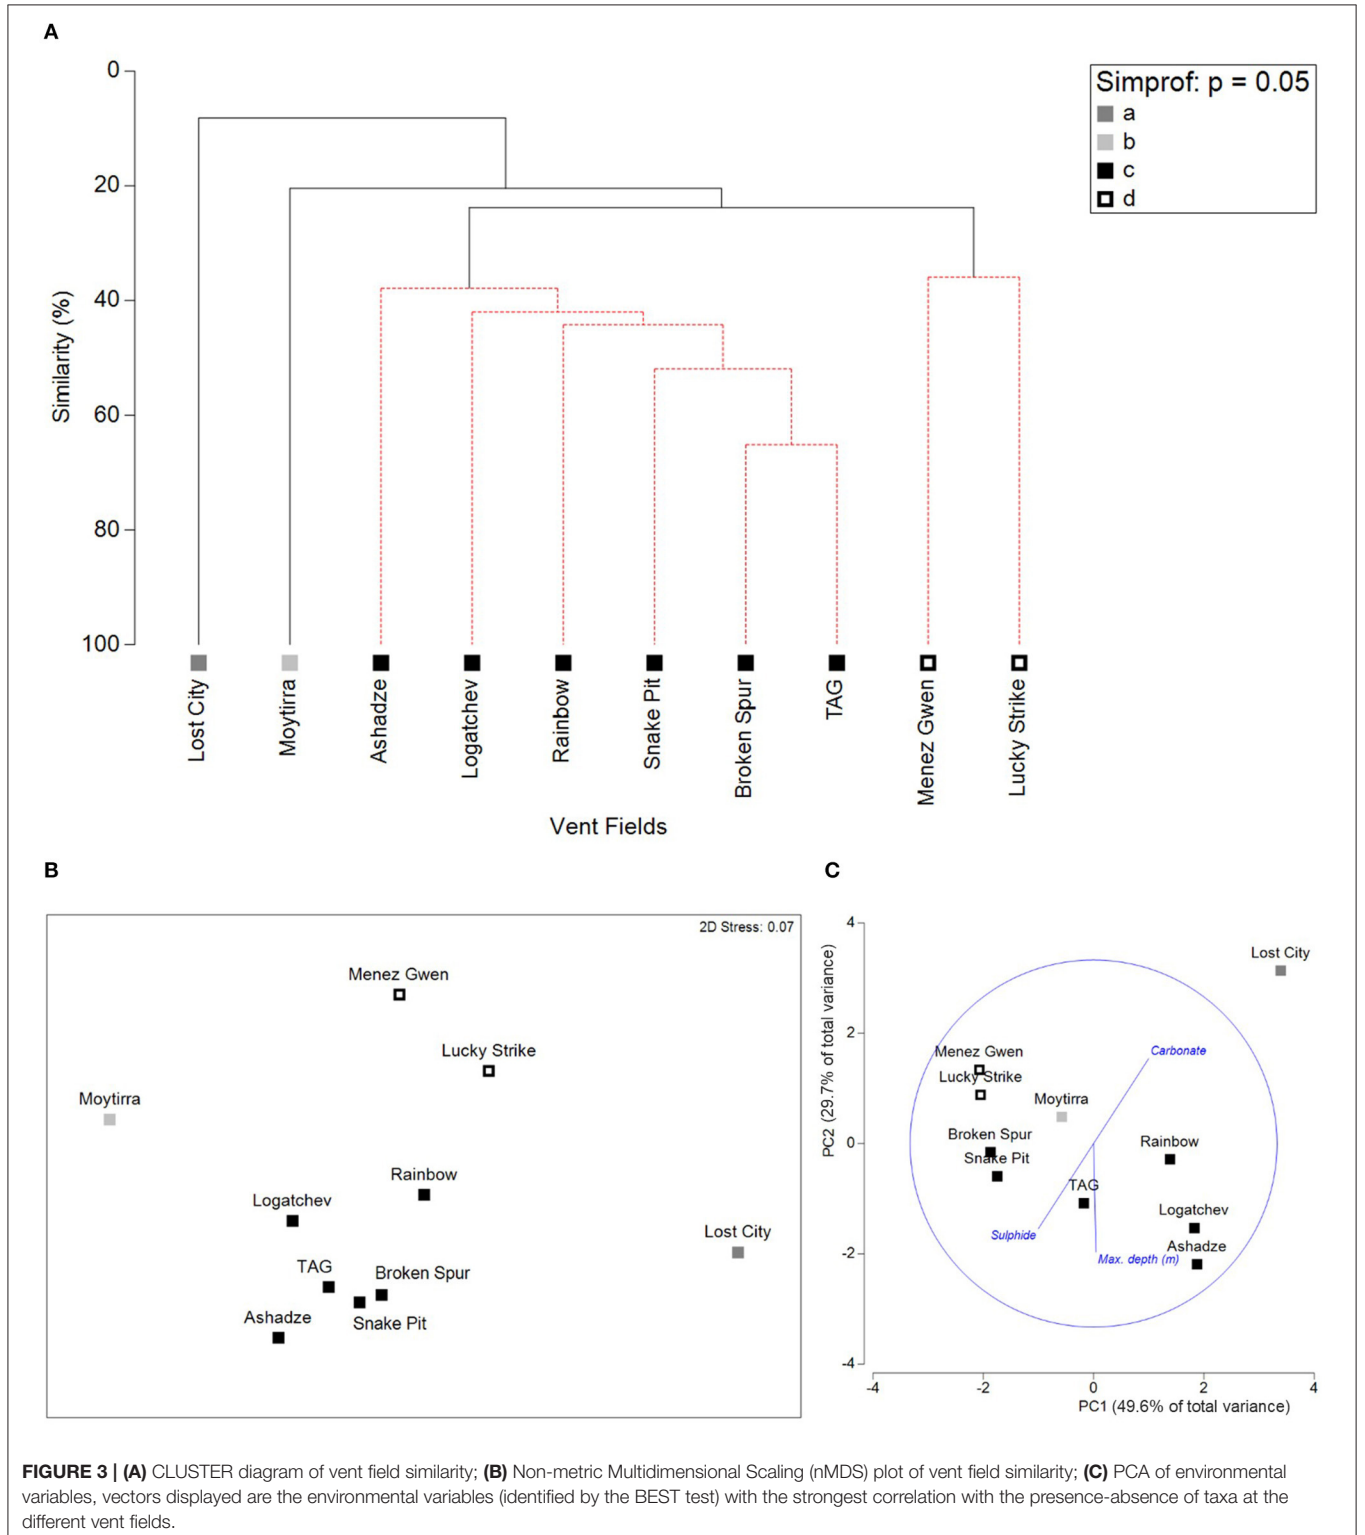 A
Simprof: p = 0.05
a
b
c
d
0
20
40
60
80
100
Similarity (%)
Lost City
Moytirra
Ashadze
Logatchev
Rainbow
Snake Pit
Broken Spur
TAG
Menez Gwen
Lucky Strike
Vent Fields
B
2D Stress: 0.07
Menez Gwen
Lucky Strike
Moytirra
Rainbow
Logatchev
Lost City
TAG
Broken Spur
Ashadze
Snake Pit
C
4
2
0
-2
-4
PC2 (29.7% of total variance)
Lost City
Menez Gwen
Carbonate
Lucky Strike
Moytirra
Broken Spur
Rainbow
Snake Pit
TAG
Logatchev
Sulphide
Ashadze
Max. depth (m)
-4
-2
0
2
4
PC1 (49.6% of total variance)
FIGURE 3 | (A) CLUSTER diagram of vent field similarity; (B) Non-metric Multidimensional Scaling (nMDS) plot of vent field similarity; (C) PCA of environmental
variables, vectors displayed are the environmental variables (identified by the BEST test) with the strongest correlation with the presence-absence of taxa at the
different vent fields.